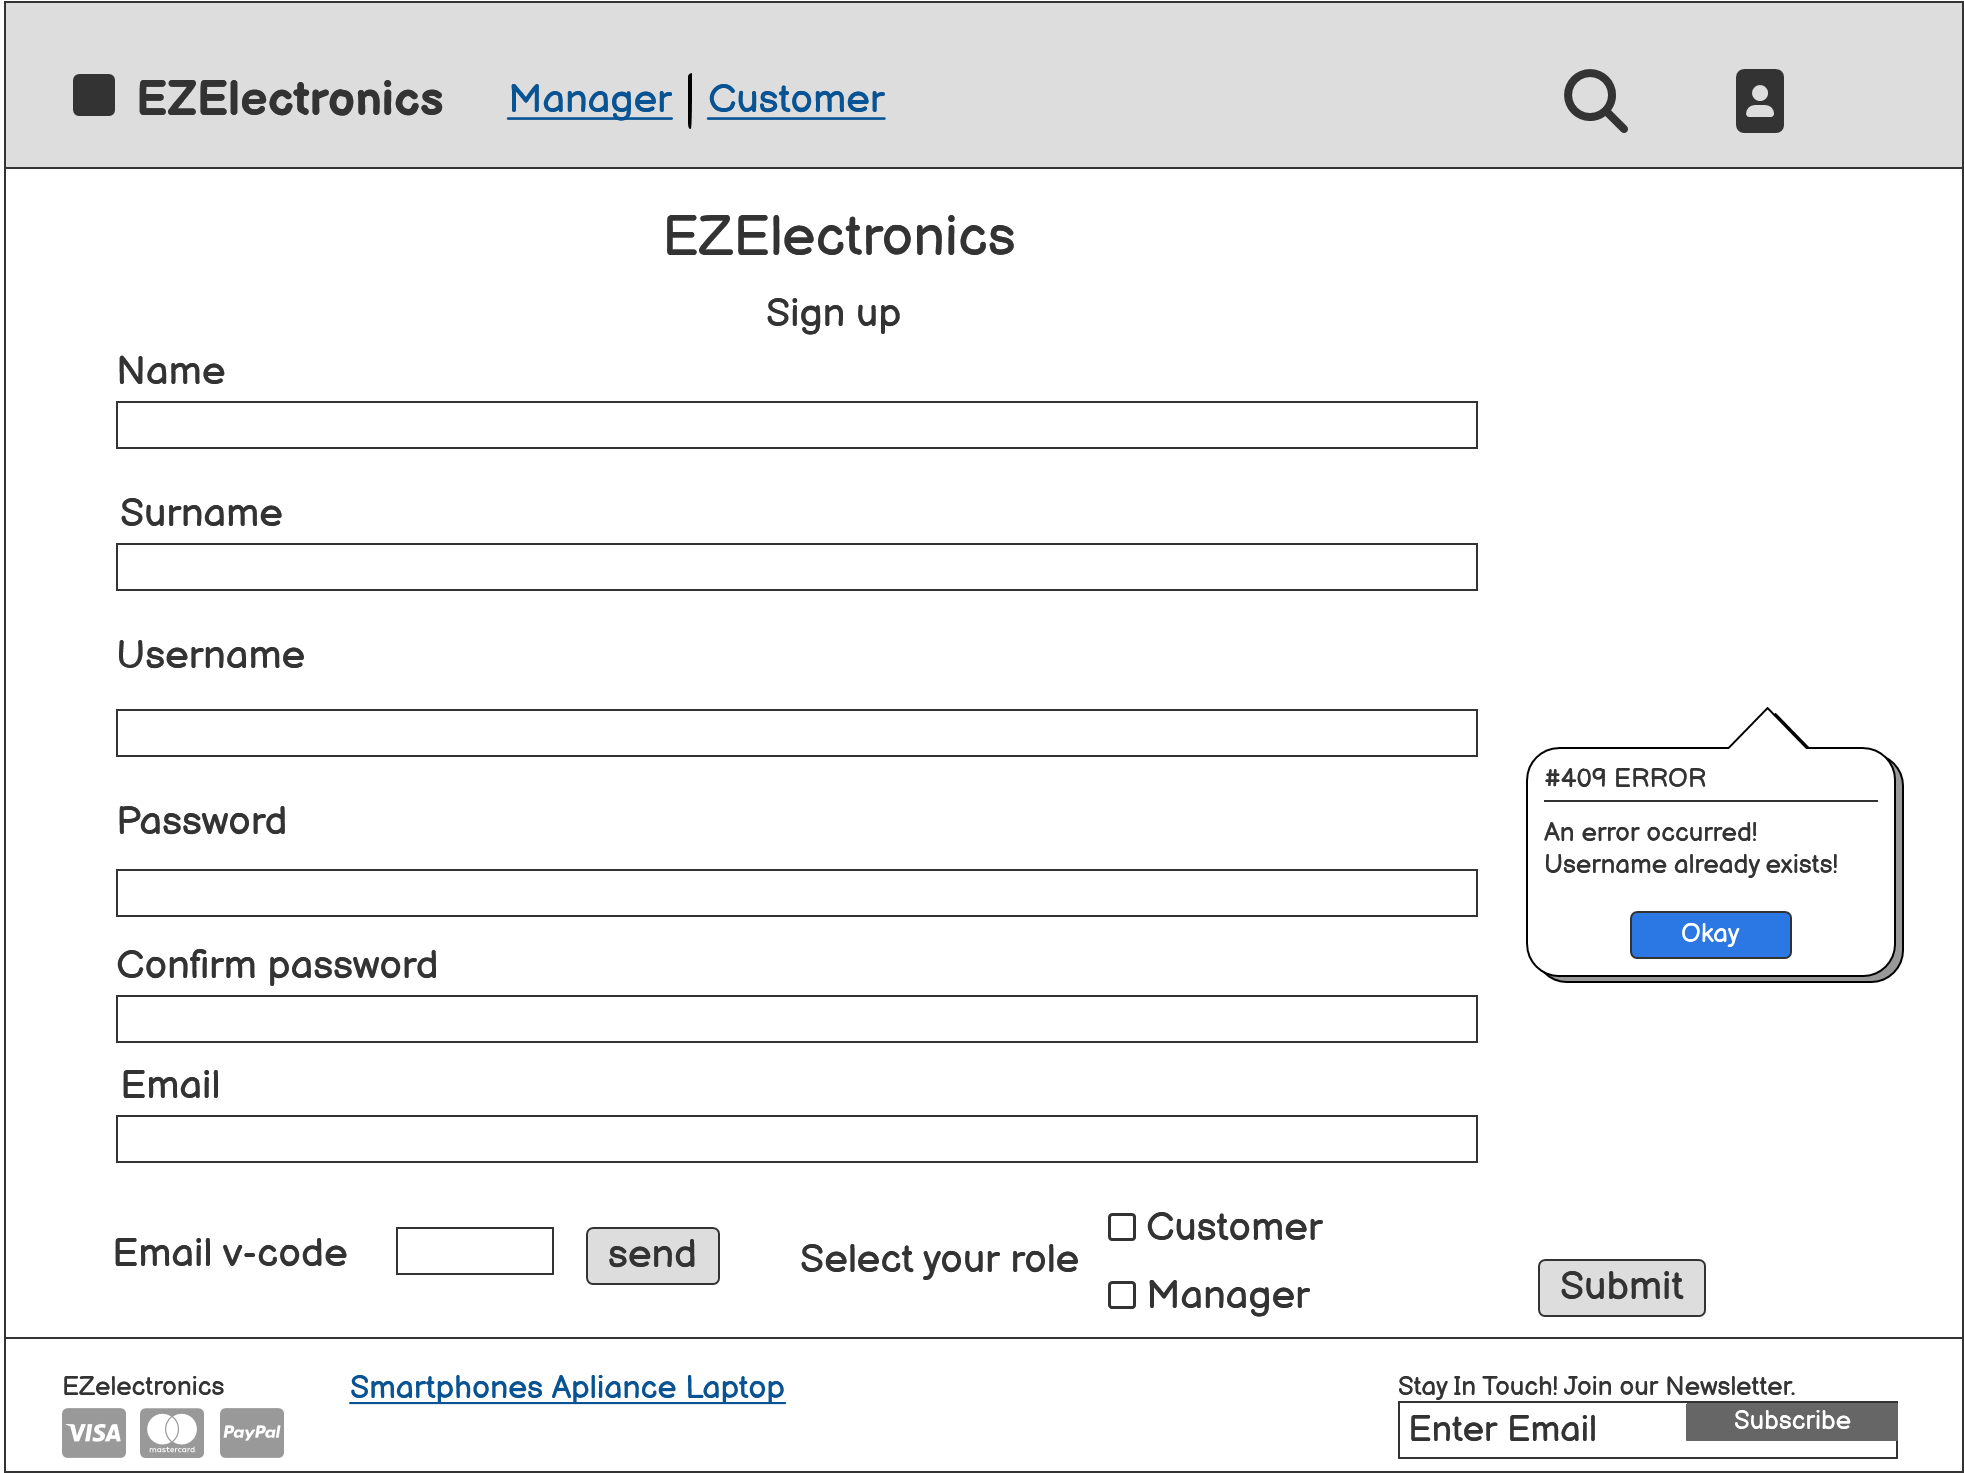 EZElectronics
Manager
Customer
EZElectronics
Sign up
Name
Surname
Username
Password
#409 ERROR
An error occurred!
Username already exists!
Okay
Confirm password
Email
Email v-code
send
Select your role
Customer
Manager
Submit
EZelectronics
VISA
mastercard
PayPal
Smartphones Apliance Laptop
Stay In Touch! Join our Newsletter.
Enter Email
Subscribe